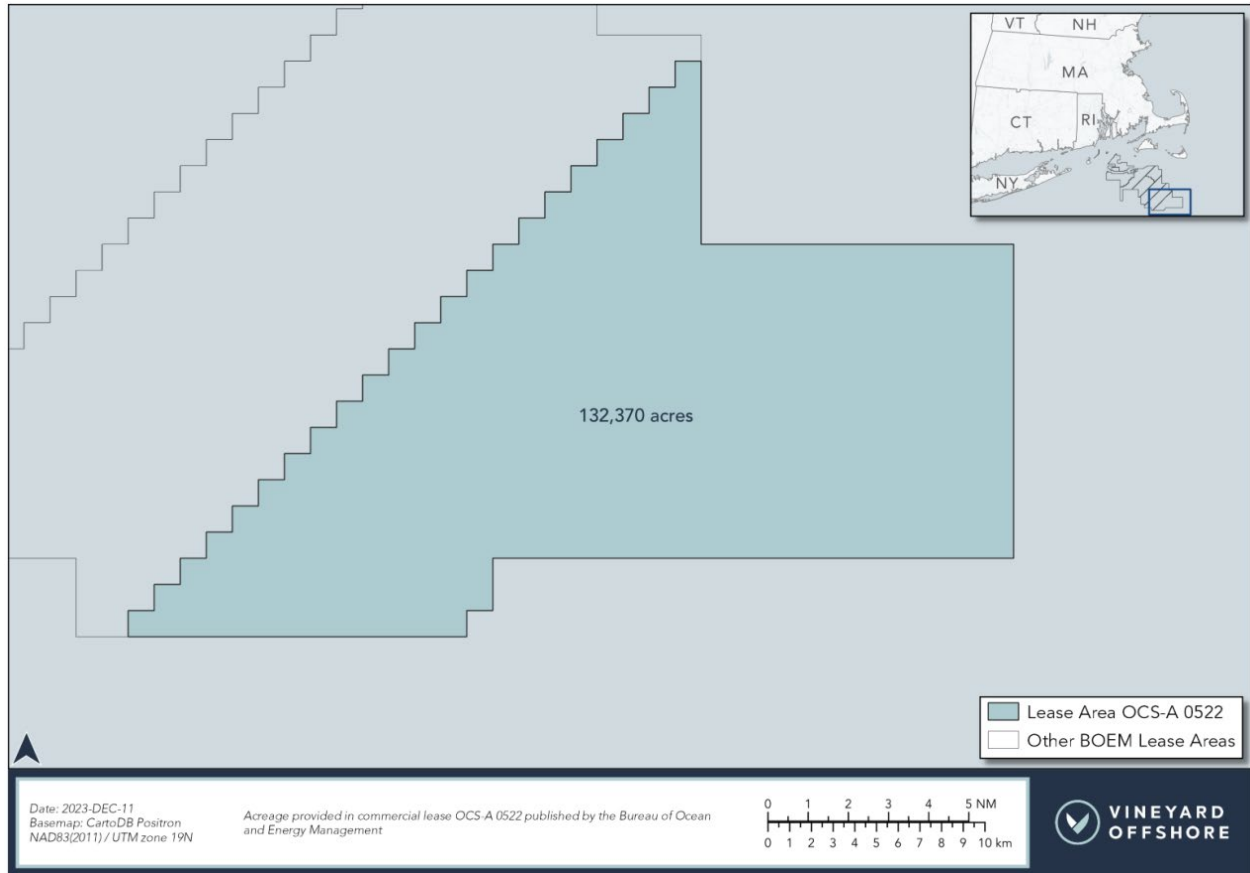 VT
NH
MA
CT
RI
NY
132,370 acres
Lease Area OCS-A 0522
Other BOEM Lease Areas
Date: 2023-DEC-11
Basemap: CartoDB Positron
NAD83(2011) / UTM zone 19N
Acreage provided in commercial lease OCS-A 0522 published by the Bureau of Ocean
and Energy Management
0 1 2 3 4 5 NM
0 1 2 3 4 5 6 7 8 9 10 km
VINEYARD
OFFSHORE